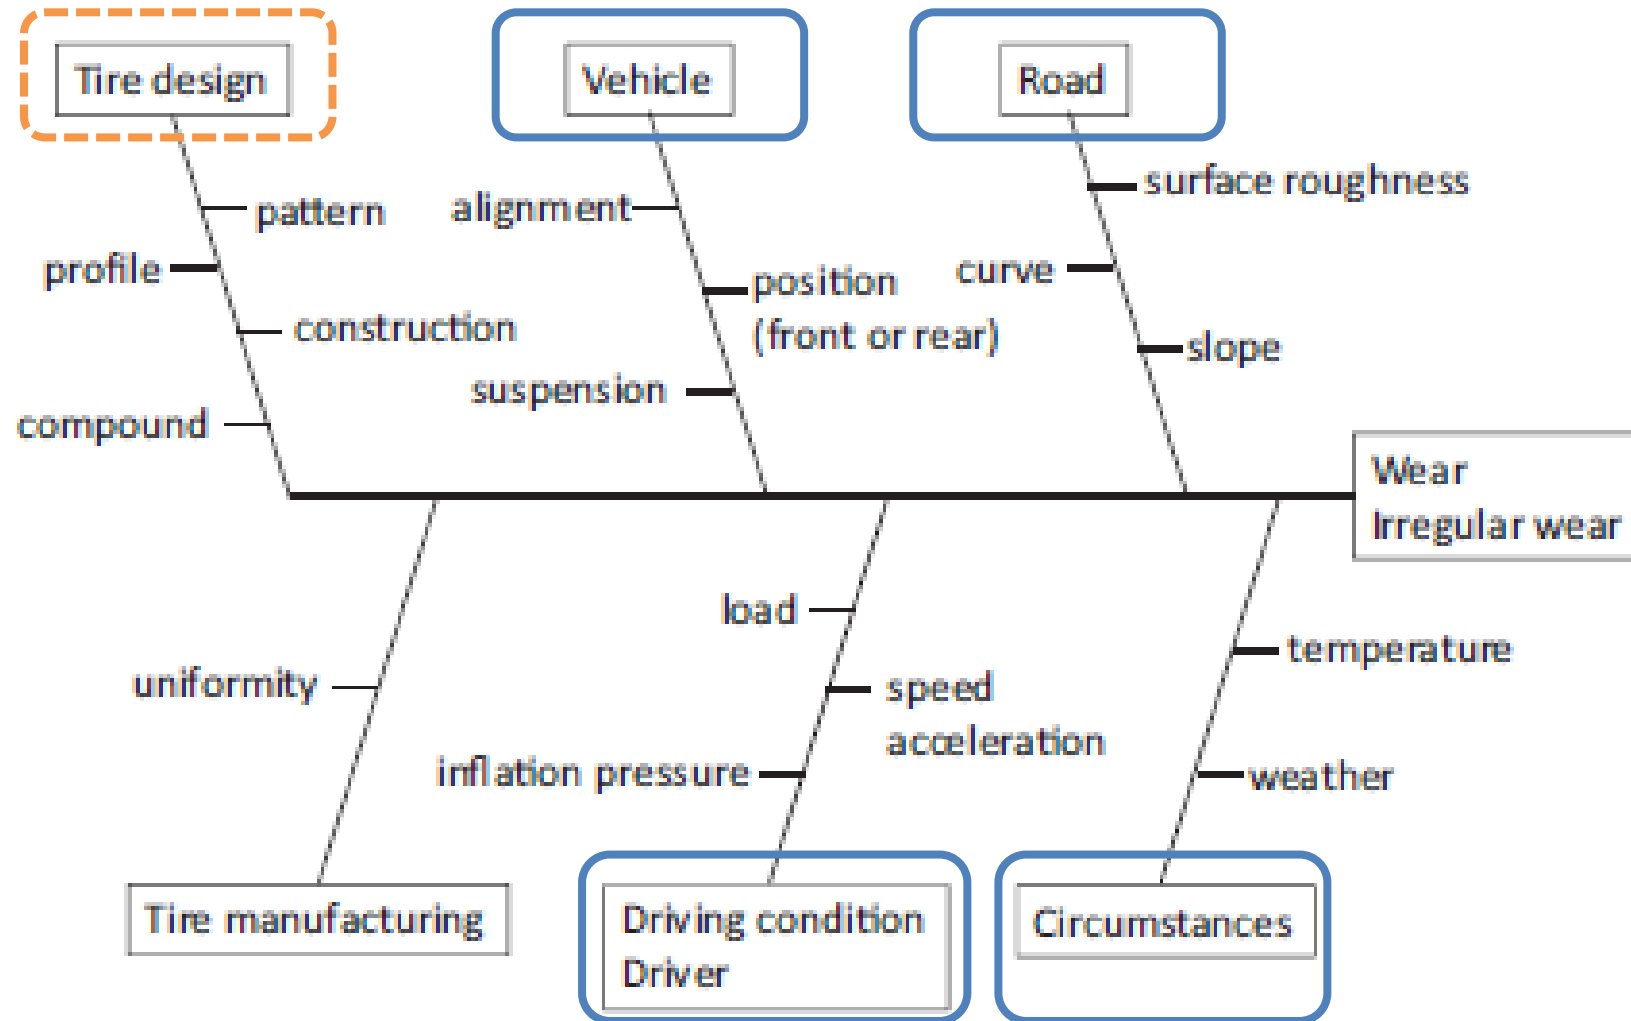 Tire design
Vehicle
Road
pattern
profile
construction
compound
alignment
position
(front or rear)
suspension
surface roughness
curve
slope
Wear
Irregular wear
uniformity
load
speed
acceleration
inflation pressure
temperature
weather
Tire manufacturing
Driving condition
Driver
Circumstances